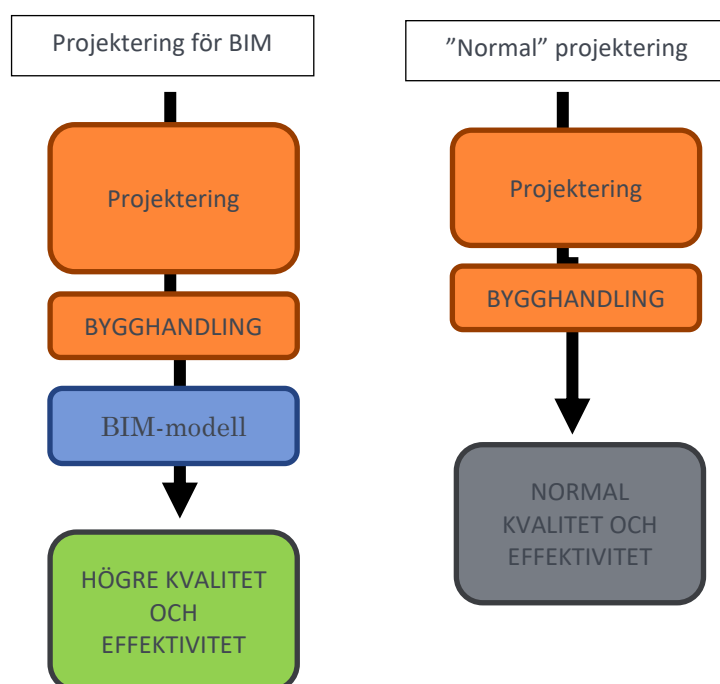 Projektering för BIM
Projektering
BYGGHANDLING
BIM-modell
HÖGRE KVALITET
OCH
EFFEKTIVITET
”Normal” projektering
Projektering
BYGGHANDLING
NORMAL
KVALITET OCH
EFFEKTIVITET